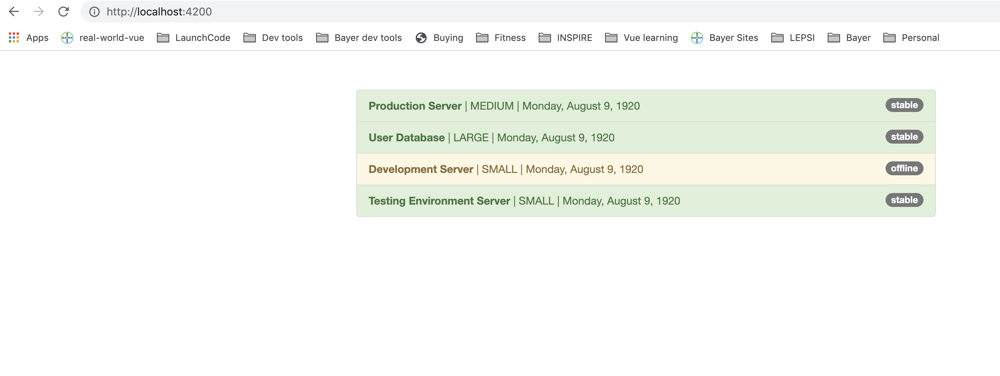 http://localhost:4200
Apps real-world-vue LaunchCode Dev tools Bayer dev tools Buying Fitness INSPIRE Vue learning Bayer Sites LEPSI Bayer Personal
Production Server | MEDIUM | Monday, August 9, 1920 stable
User Database | LARGE | Monday, August 9, 1920 stable
Development Server | SMALL | Monday, August 9, 1920 offline
Testing Environment Server | SMALL | Monday, August 9, 1920 stable